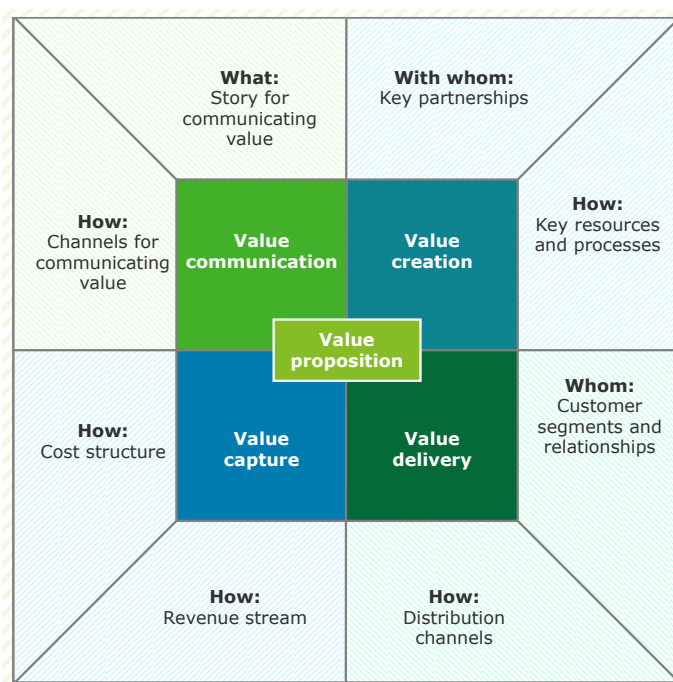 What:
Story for
communicating
value
With whom:
Key partnerships
How:
Channels for
communicating
value
Value
communication
Value
creation
How:
Key resources
and processes
Value
proposition
How:
Cost structure
Value
capture
Value
delivery
Whom:
Customer
segments and
relationships
How:
Revenue stream
How:
Distribution
channels